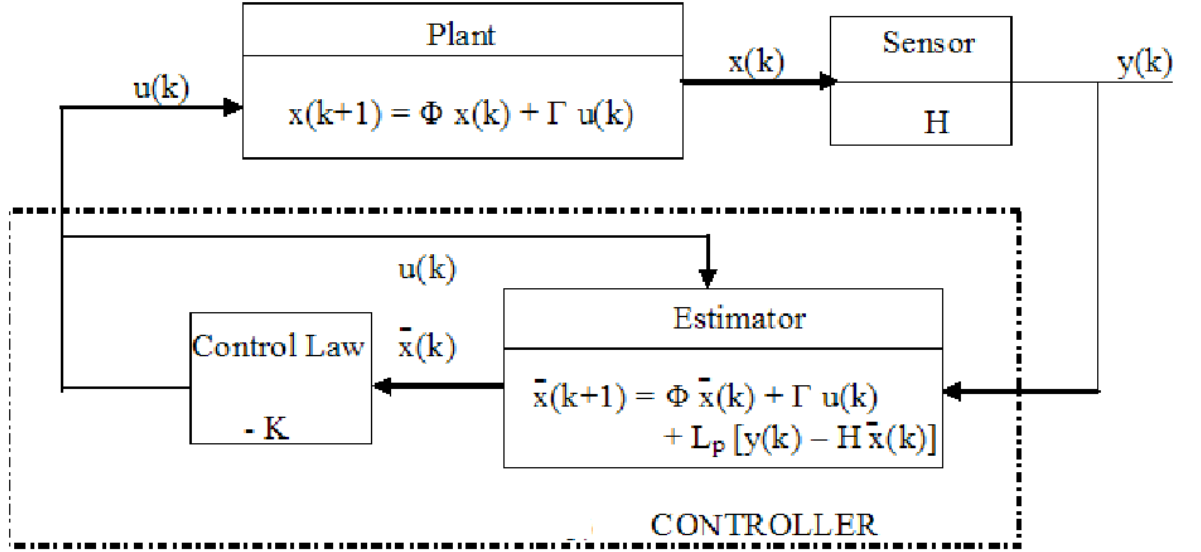 Plant
Sensor
u(k)
x(k)
y(k)
x(k+1) = Φ x(k) + Γ u(k)
H
u(k)
Estimator
Control Law
x̄(k)
x̄(k+1) = Φ x̄(k) + Γ u(k)
+ Lₚ [y(k) – H x̄(k)]
- K
CONTROLLER